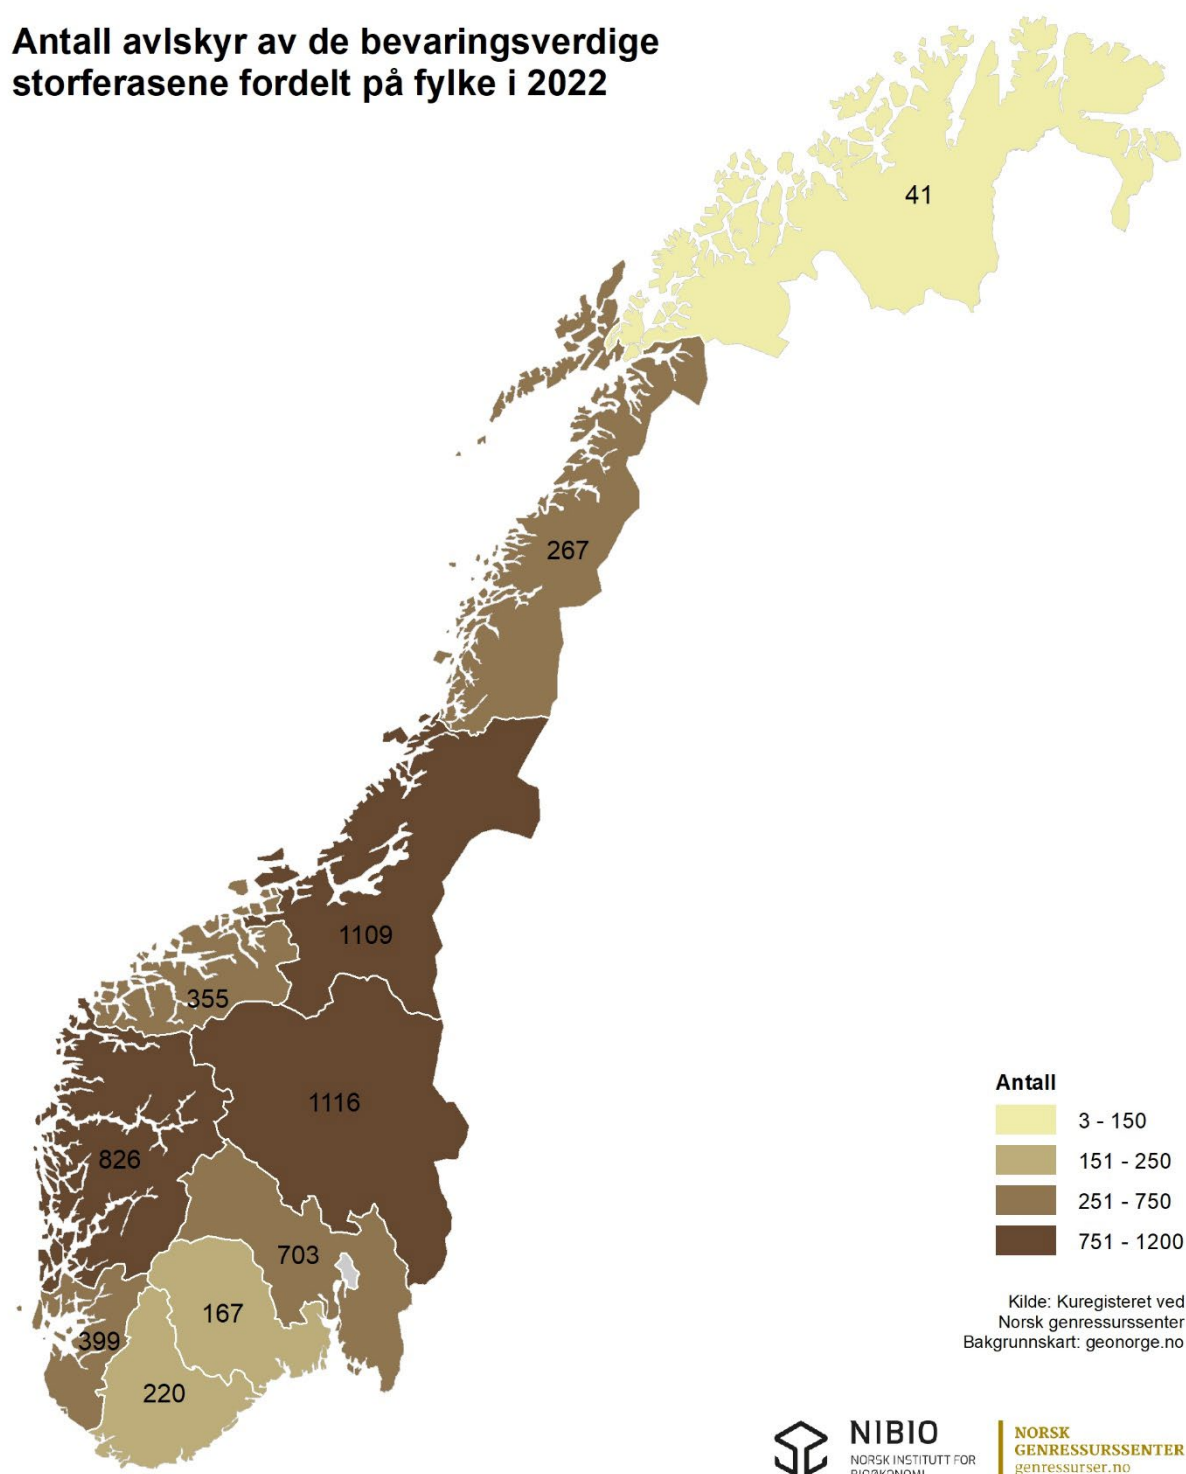 Antall avlskyr av de bevaringsverdige
storferasene fordelt på fylke i 2022
41
267
1109
355
1116
826
703
167
399
220
Antall
3 - 150
151 - 250
251 - 750
751 - 1200
Kilde: Kuregisteret ved
Norsk genressurssenter
Bakgrunnskart: geonorge.no
NIBIO
NORSK INSTITUTT FOR
BIOØKONOMI
NORSK
GENRESSURSSENTER
genressurser.no